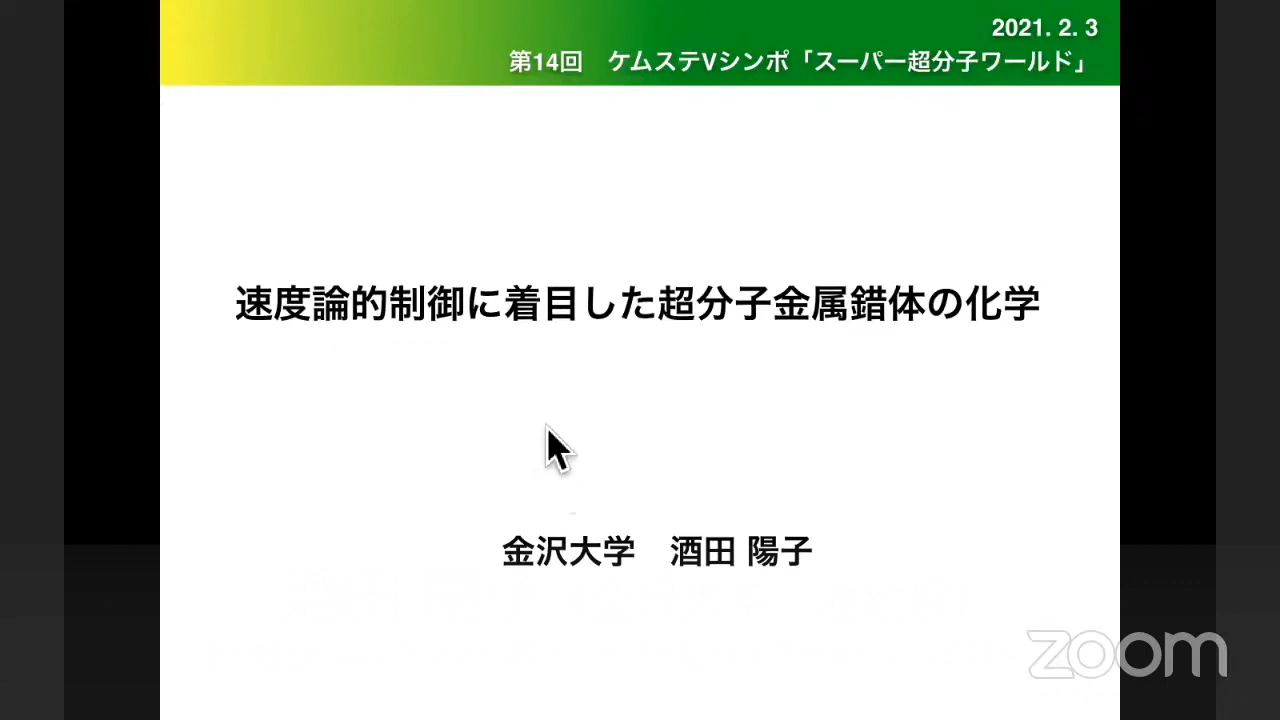 2021. 2. 3
第14回　ケムステVシンポ「スーパー超分子ワールド」
速度論的制御に着目した超分子金属錯体の化学
金沢大学　酒田 陽子
zoom